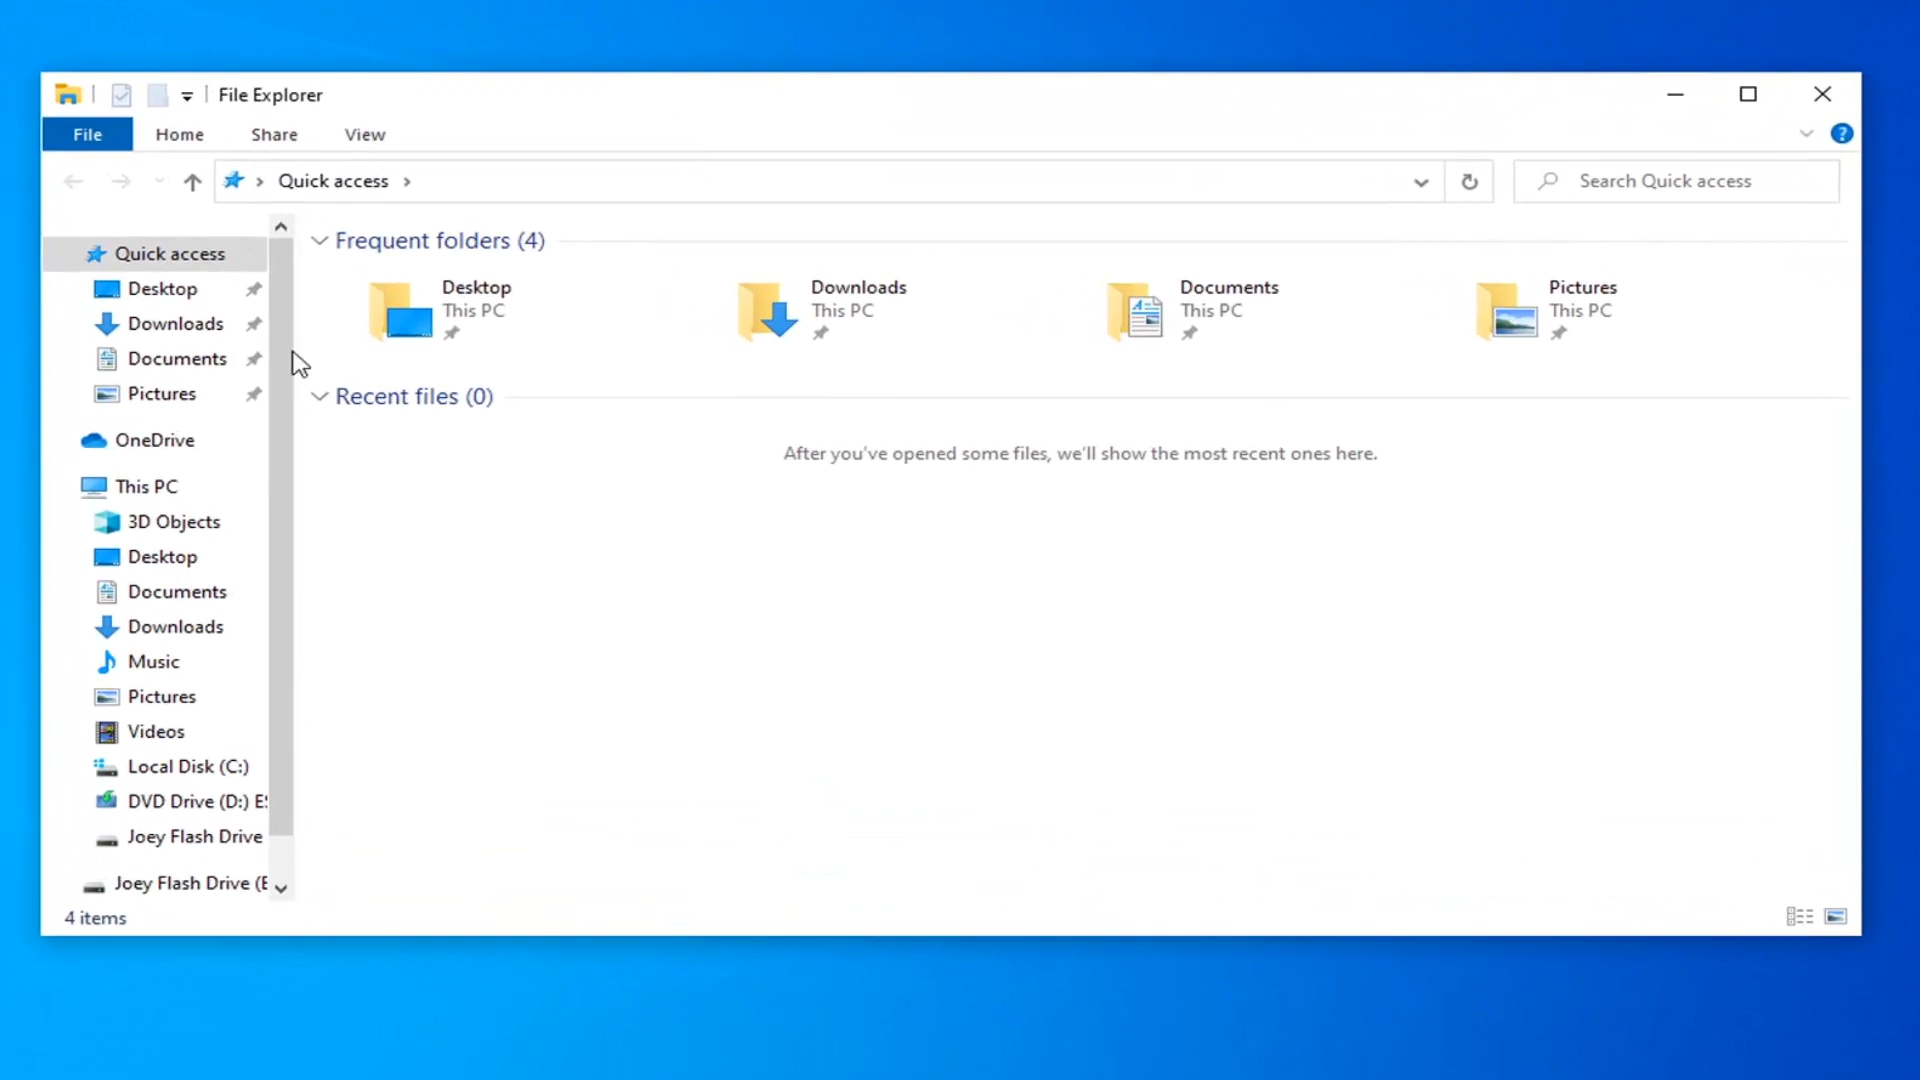 File Explorer
File Home Share View
?
Quick access
Search Quick access
Quick access
Desktop
Downloads
Documents
Pictures
OneDrive
This PC
3D Objects
Desktop
Documents
Downloads
Music
Pictures
Videos
Local Disk (C:)
DVD Drive (D:) ES
Joey Flash Drive
Joey Flash Drive (E
4 items
Frequent folders (4)
Desktop
This PC
Downloads
This PC
Documents
This PC
Pictures
This PC
Recent files (0)
After you've opened some files, we'll show the most recent ones here.